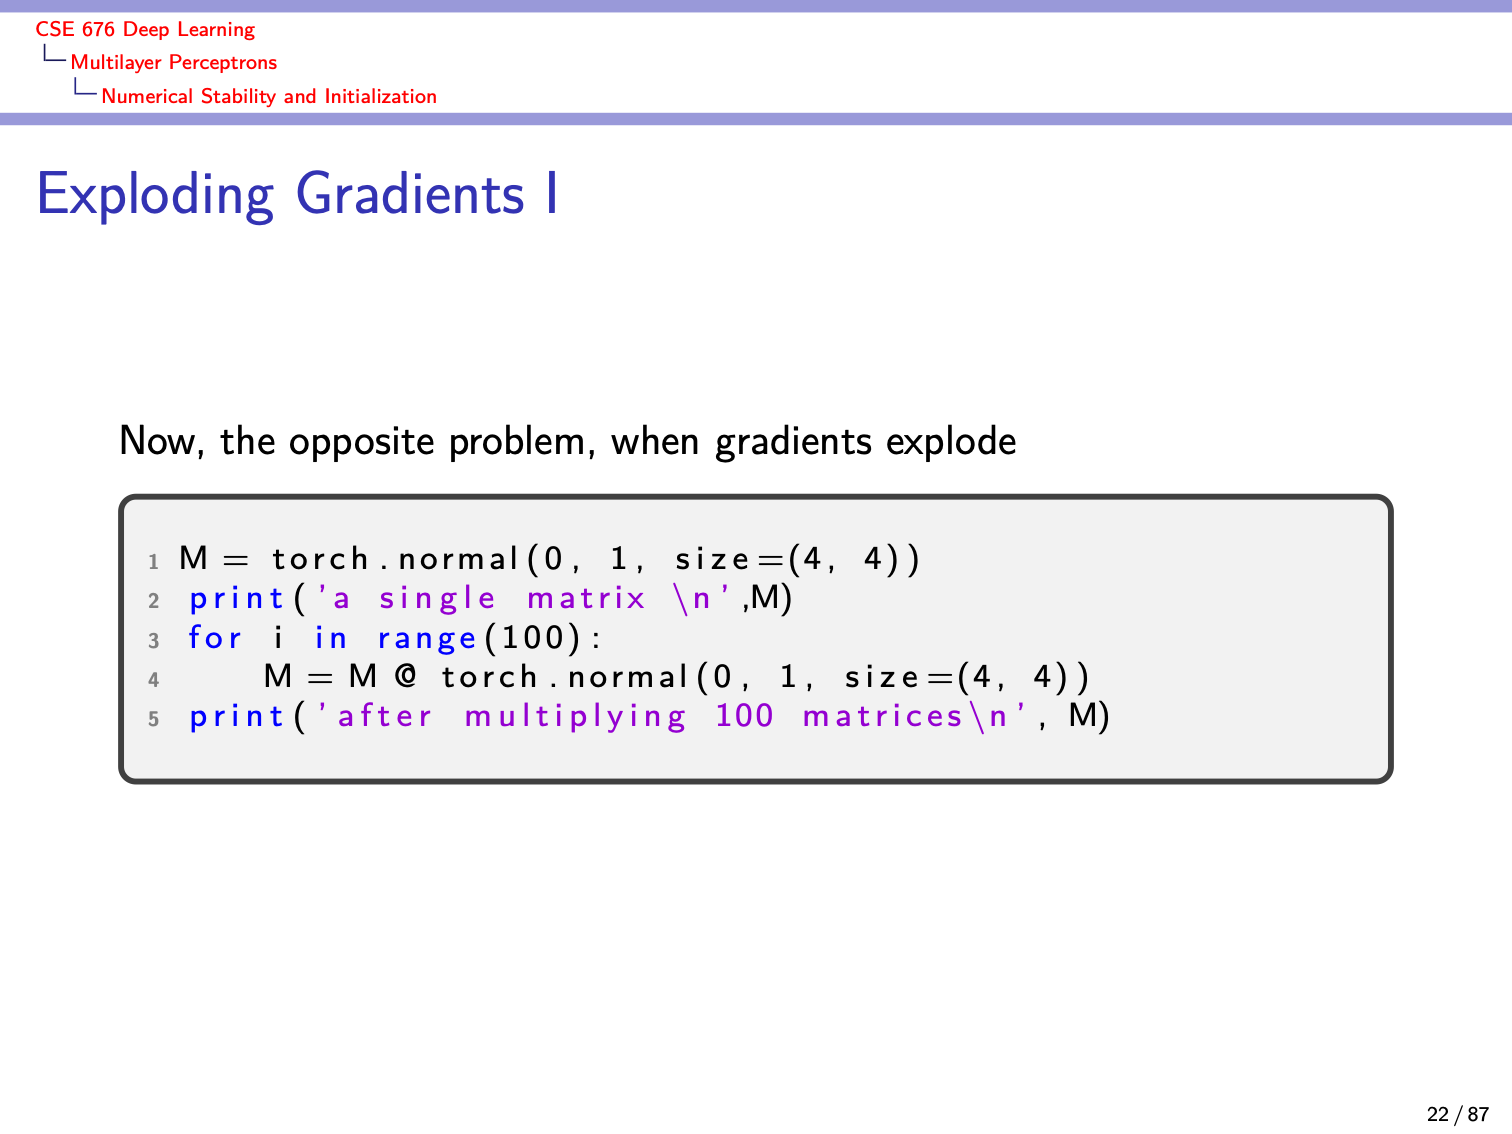 CSE 676 Deep Learning
Multilayer Perceptrons
Numerical Stability and Initialization
Exploding Gradients I
Now, the opposite problem, when gradients explode
1 M = torch.normal(0, 1, size=(4, 4))
2 print('a single matrix \n',M)
3 for i in range(100):
4     M = M @ torch.normal(0, 1, size=(4, 4))
5 print('after multiplying 100 matrices\n', M)
22 / 87